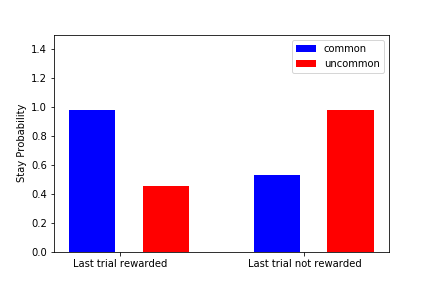 common
uncommon
Stay Probability
1.4
1.2
1.0
0.8
0.6
0.4
0.2
0.0
Last trial rewarded
Last trial not rewarded